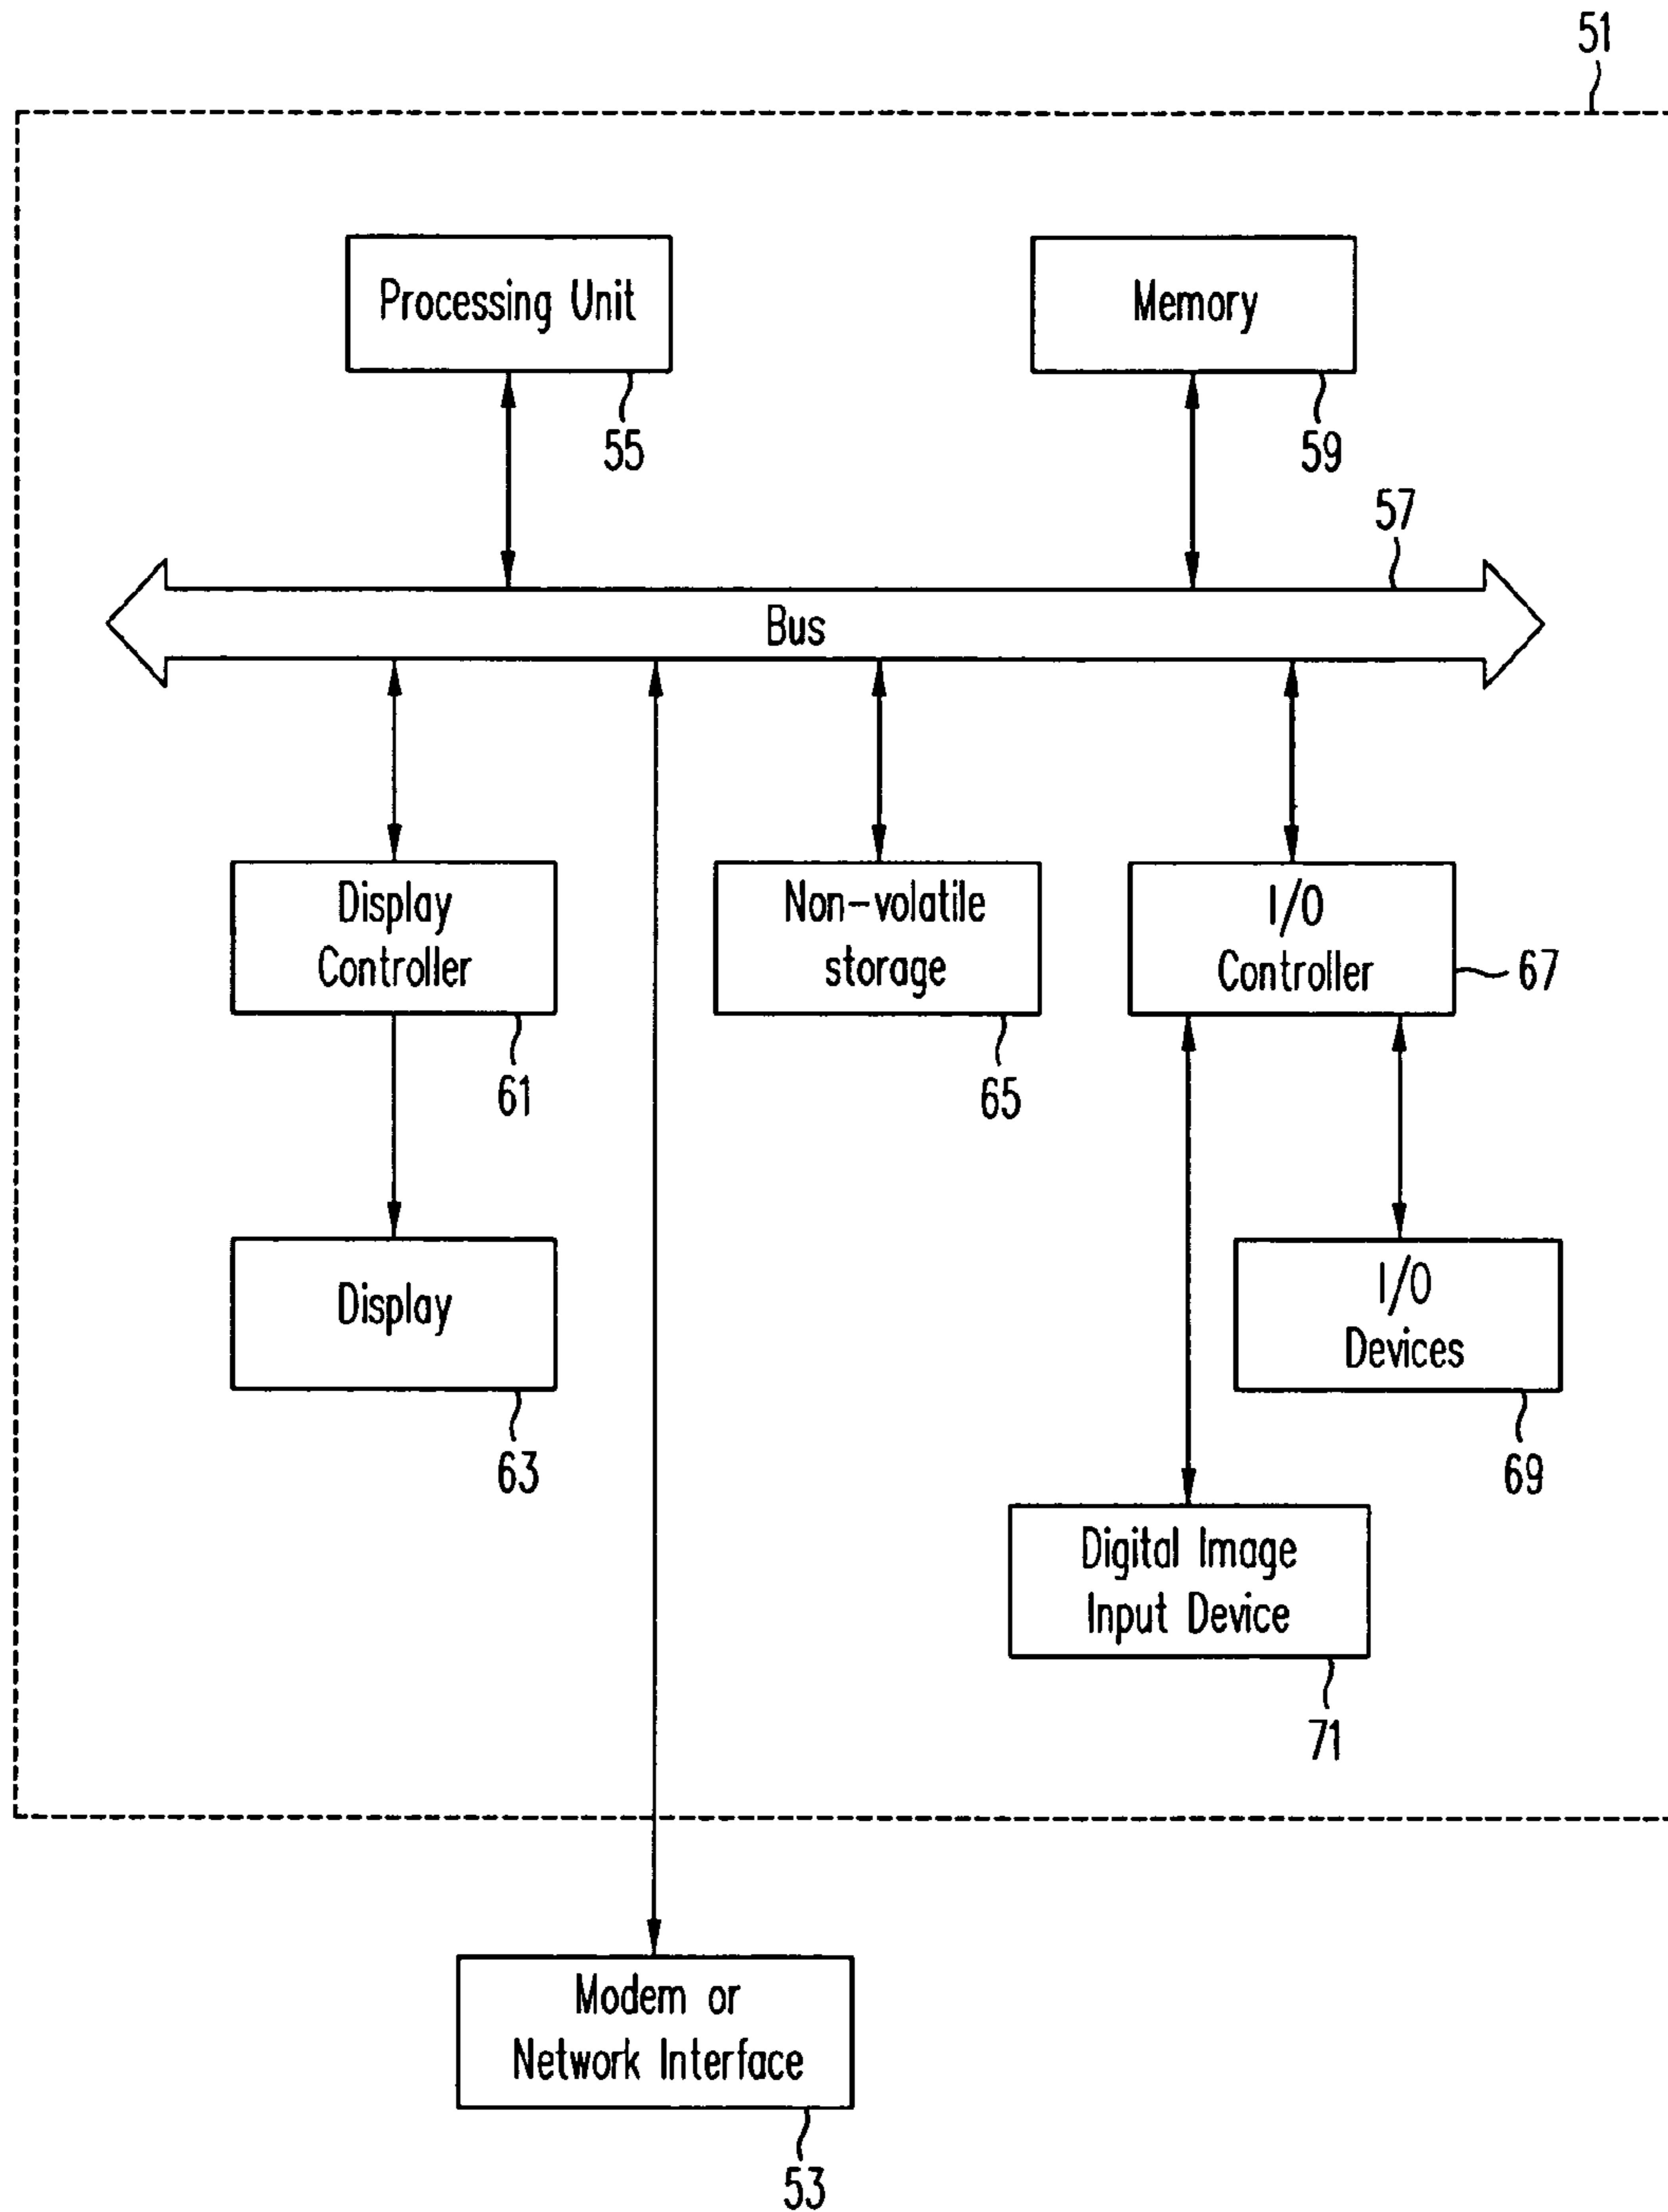 51
Processing Unit
55
Memory
59
57
Bus
Display
Controller
61
Non-volatile
storage
65
I/O
Controller
67
Display
63
I/O
Devices
69
Digital Image
Input Device
71
Modem or
Network Interface
53